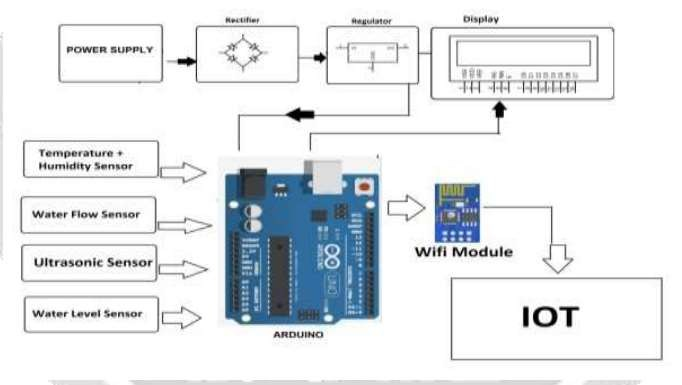 Rectifier
Regulator
Display
POWER SUPPLY
Temperature +
Humidity Sensor
Water Flow Sensor
Ultrasonic Sensor
Water Level Sensor
ARDUINO
UNO
Wifi Module
IOT